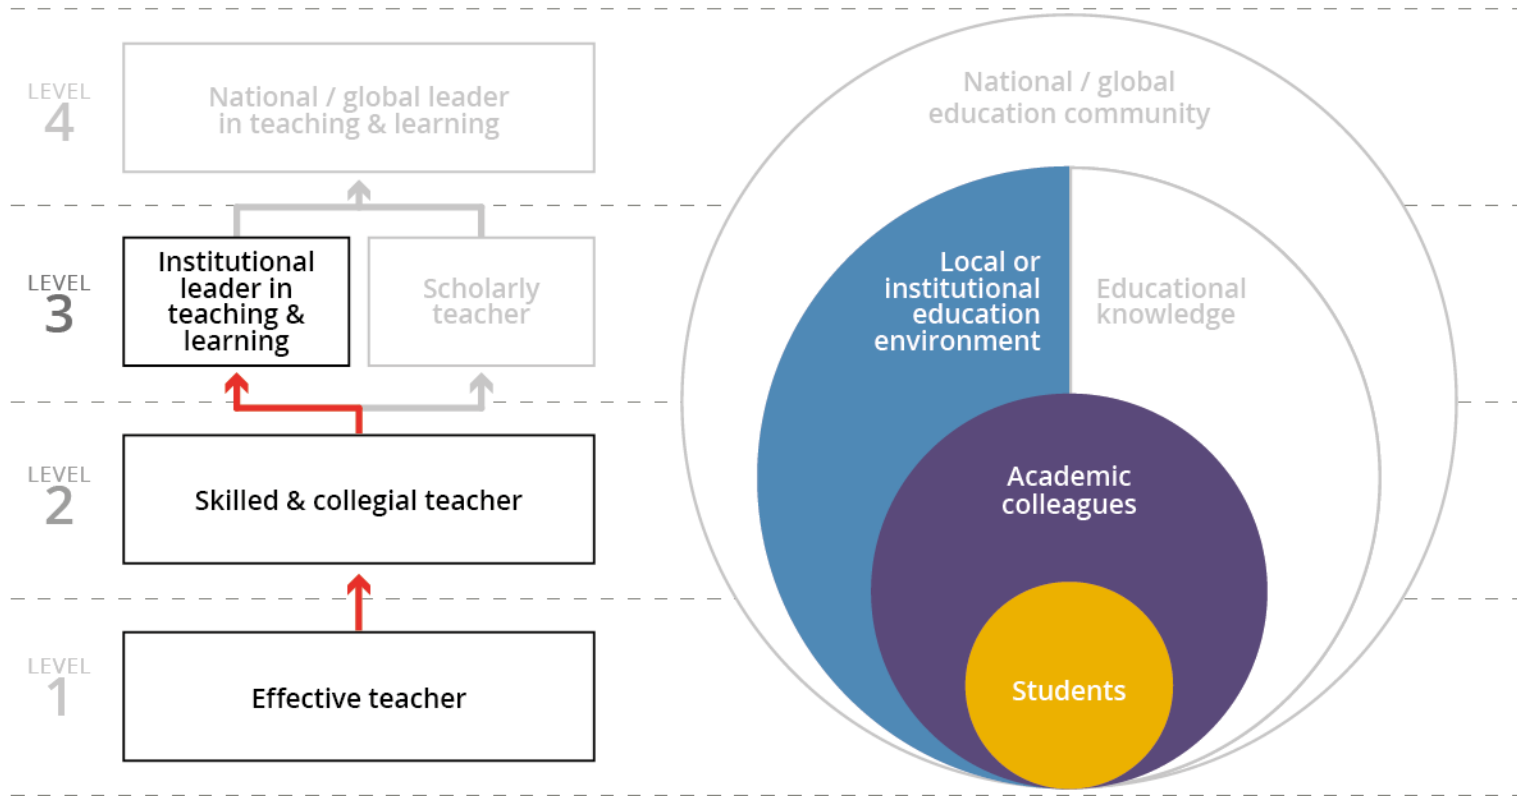 LEVEL
4
National / global leader
in teaching & learning
National / global
education community
LEVEL
3
Institutional
leader in
teaching &
learning
Scholarly
teacher
Local or
institutional
education
environment
Educational
knowledge
LEVEL
2
Skilled & collegial teacher
Academic
colleagues
LEVEL
1
Effective teacher
Students